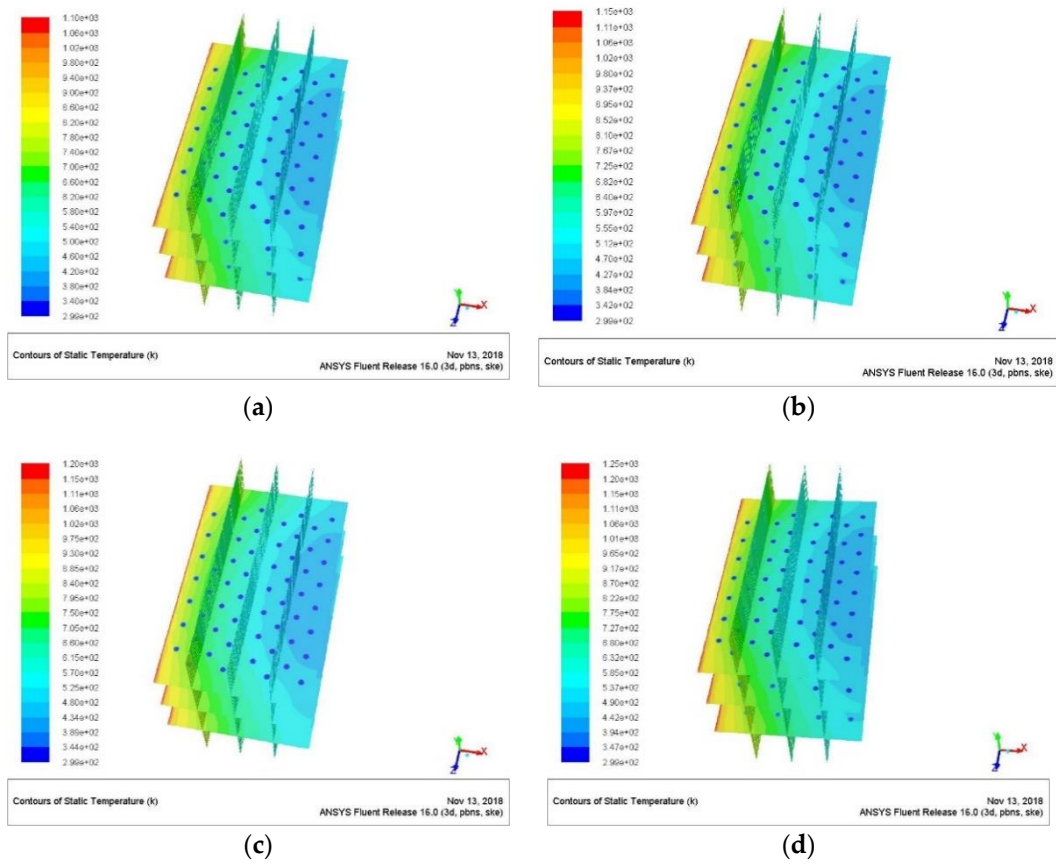 1.10e+03
1.06e+03
1.02e+03
9.80e+02
9.40e+02
9.00e+02
8.60e+02
8.20e+02
7.80e+02
7.40e+02
7.00e+02
6.60e+02
6.20e+02
5.80e+02
5.40e+02
5.00e+02
4.60e+02
4.20e+02
3.80e+02
3.40e+02
2.99e+02
Y
X
Z
Contours of Static Temperature (k)
Nov 13, 2018
ANSYS Fluent Release 16.0 (3d, pbns, ske)
(a)
1.15e+03
1.11e+03
1.06e+03
1.02e+03
9.80e+02
9.37e+02
8.95e+02
8.52e+02
8.10e+02
7.67e+02
7.25e+02
6.82e+02
6.40e+02
5.97e+02
5.55e+02
5.12e+02
4.70e+02
4.27e+02
3.84e+02
3.42e+02
2.99e+02
Y
X
Z
Contours of Static Temperature (k)
Nov 13, 2018
ANSYS Fluent Release 16.0 (3d, pbns, ske)
(b)
1.20e+03
1.15e+03
1.11e+03
1.06e+03
1.02e+03
9.75e+02
9.30e+02
8.85e+02
8.40e+02
7.95e+02
7.50e+02
7.05e+02
6.60e+02
6.15e+02
5.70e+02
5.25e+02
4.80e+02
4.34e+02
3.89e+02
3.44e+02
2.99e+02
Y
X
Z
Contours of Static Temperature (k)
Nov 13, 2018
ANSYS Fluent Release 16.0 (3d, pbns, ske)
(c)
1.25e+03
1.20e+03
1.15e+03
1.11e+03
1.06e+03
1.01e+03
9.65e+02
9.17e+02
8.70e+02
8.22e+02
7.75e+02
7.27e+02
6.80e+02
6.32e+02
5.85e+02
5.37e+02
4.90e+02
4.42e+02
3.94e+02
3.47e+02
2.99e+02
Y
X
Z
Contours of Static Temperature (k)
Nov 13, 2018
ANSYS Fluent Release 16.0 (3d, pbns, ske)
(d)